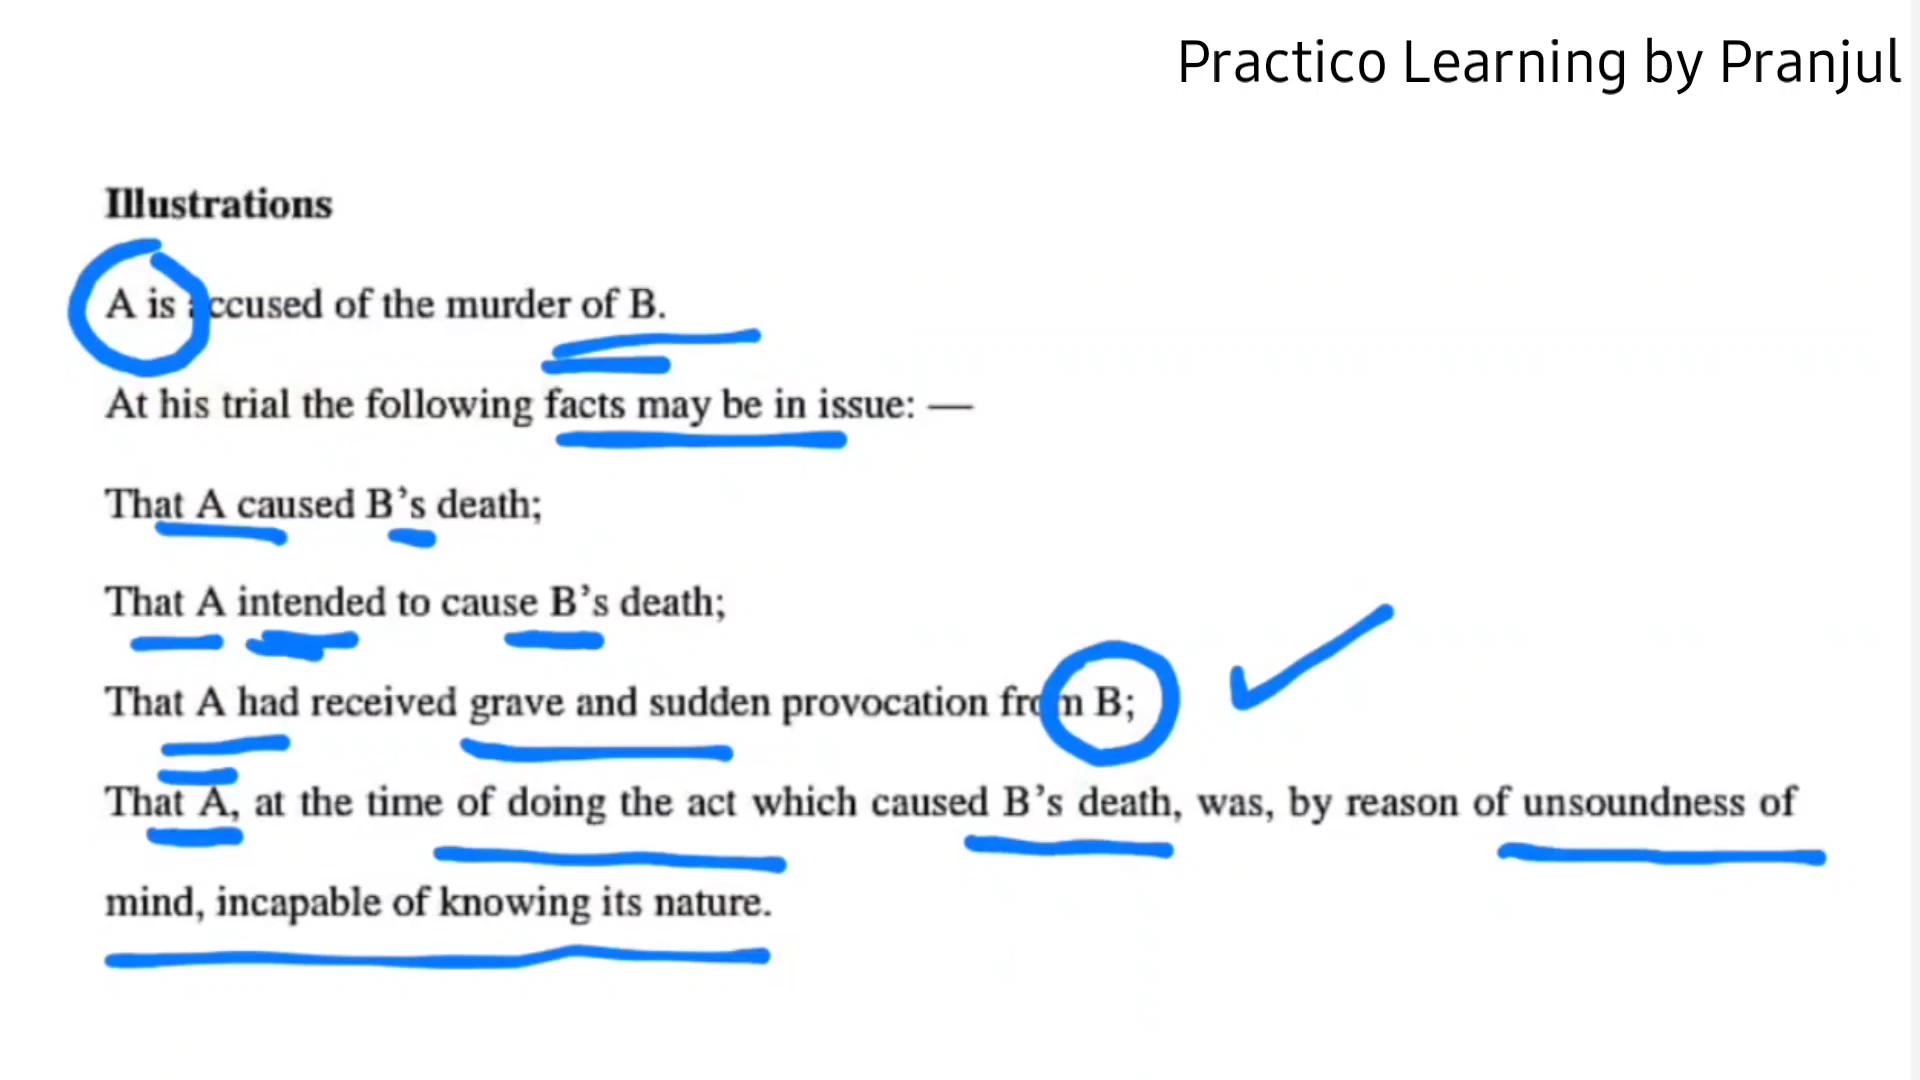 Practico Learning by Pranjul
Illustrations
A is accused of the murder of B.
At his trial the following facts may be in issue: —
That A caused B’s death;
That A intended to cause B’s death;
That A had received grave and sudden provocation from B;
That A, at the time of doing the act which caused B’s death, was, by reason of unsoundness of
mind, incapable of knowing its nature.